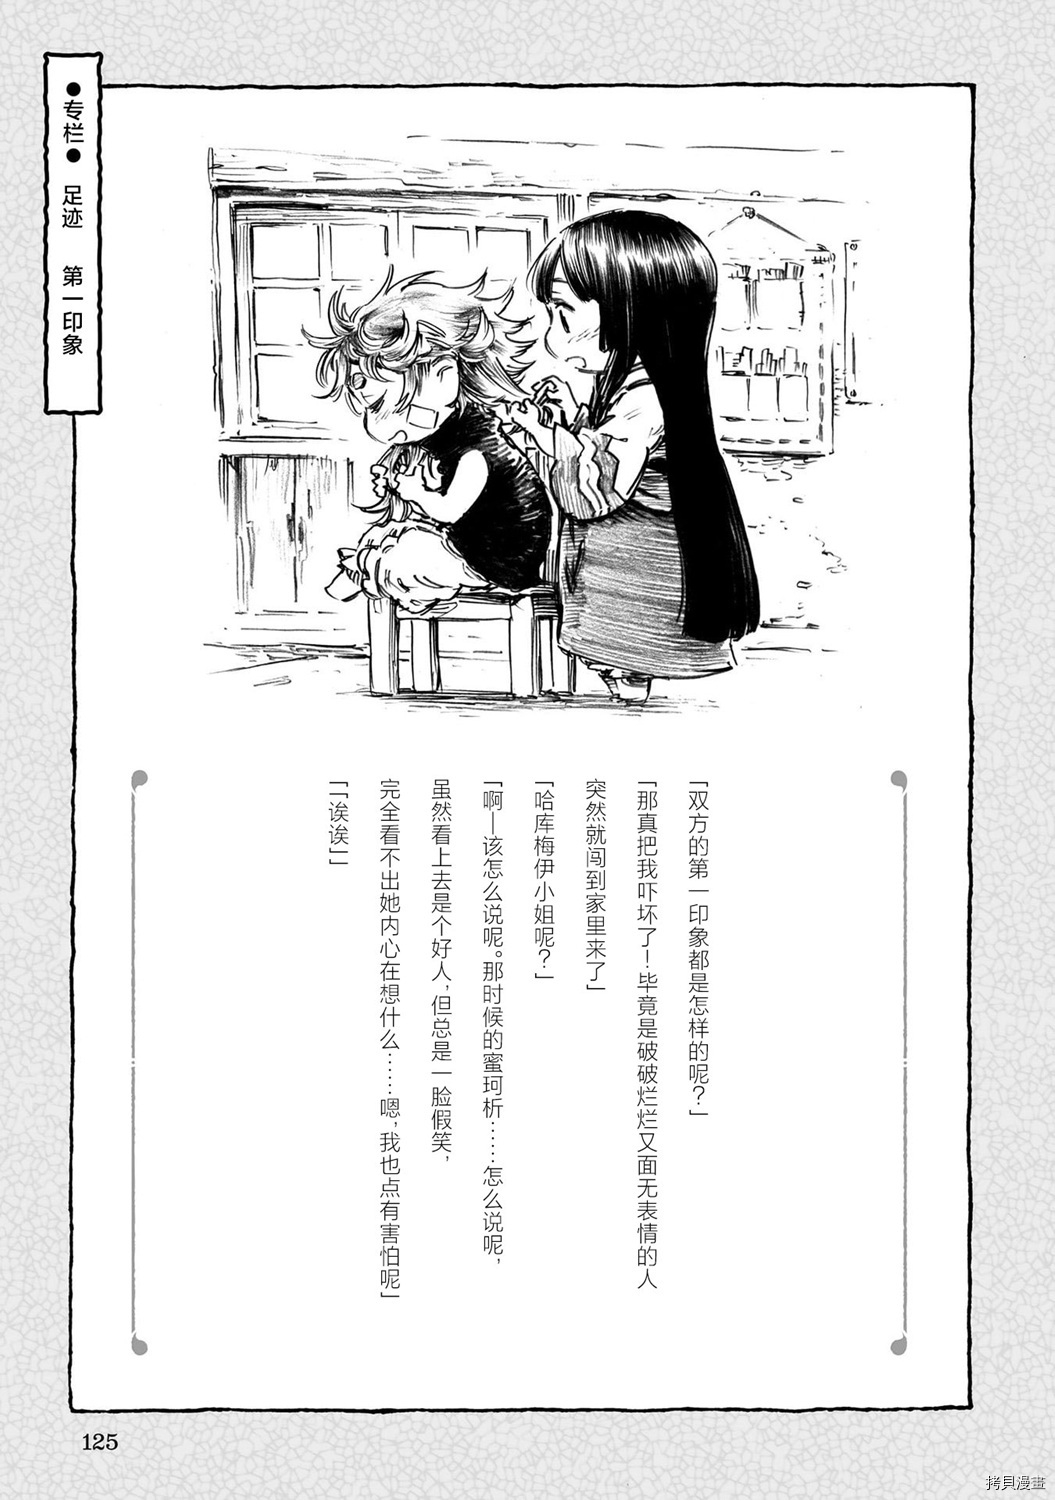 ●专栏● 足迹 第一印象
「双方的第一印象都是怎样的呢？」
「那真把我吓坏了！毕竟是破破烂烂又面无表情的人
突然就闯到家里来了」
「哈库梅伊小姐呢？」
「啊—该怎么说呢。那时候的蜜珂析……怎么说呢，
虽然看上去是个好人，但总是一脸假笑，
完全看不出她内心在想什么……嗯，我也点有害怕呢」
「「诶诶」」
125
拷貝漫畫